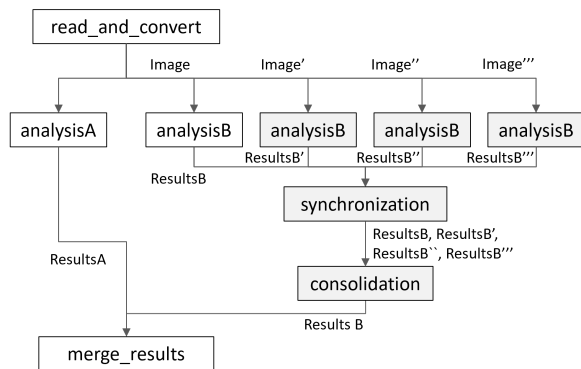 read_and_convert
Image
Image’
Image’’
Image’’’
analysisA
analysisB
analysisB
analysisB
analysisB
ResultsB
ResultsB’
ResultsB’’
ResultsB’’’
synchronization
ResultsB, ResultsB’,
ResultsB``, ResultsB’’’
ResultsA
consolidation
Results B
merge_results